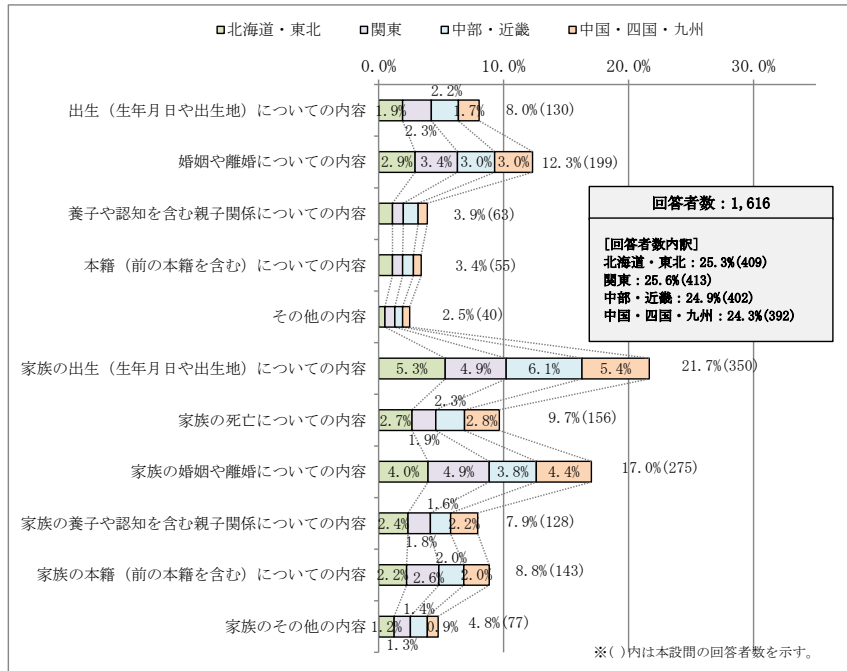 北海道・東北 関東 中部・近畿 中国・四国・九州
0.0% 10.0% 20.0% 30.0%
2.2%
出生（生年月日や出生地）についての内容 1.9% 1.7% 8.0%(130)
2.3%
婚姻や離婚についての内容 2.9% 3.4% 3.0% 3.0% 12.3%(199)
養子や認知を含む親子関係についての内容 3.9%(63)
本籍（前の本籍を含む）についての内容 3.4%(55)
その他の内容 2.5%(40)
回答者数：1,616
[回答者数内訳]
北海道・東北：25.3%(409)
関東：25.6%(413)
中部・近畿：24.9%(402)
中国・四国・九州：24.3%(392)
家族の出生（生年月日や出生地）についての内容 5.3% 4.9% 6.1% 5.4% 21.7%(350)
2.3%
家族の死亡についての内容 2.7% 2.8% 9.7%(156)
1.9%
家族の婚姻や離婚についての内容 4.0% 4.9% 3.8% 4.4% 17.0%(275)
1.6%
家族の養子や認知を含む親子関係についての内容 2.4% 2.2% 7.9%(128)
1.8%
2.0%
家族の本籍（前の本籍を含む）についての内容 2.2% 2.6% 2.0% 8.8%(143)
1.4%
家族のその他の内容 1.2% 0.9% 4.8%(77)
1.3%
※( )内は本設問の回答者数を示す。